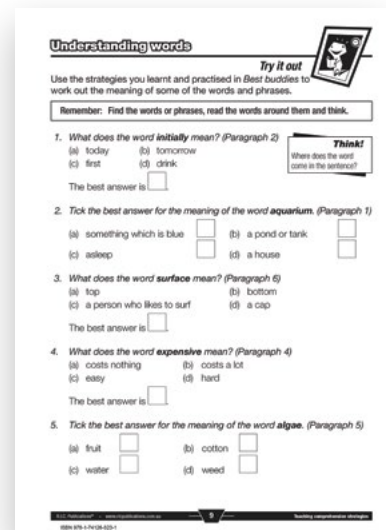 Understanding words
Try it out
Use the strategies you learnt and practised in Best buddies to
work out the meaning of some of the words and phrases.
Remember: Find the words or phrases, read the words around them and think.
1. What does the word initially mean? (Paragraph 2)
(a) today (b) tomorrow
(c) first (d) drink
The best answer is
Think!
Where does the word
come in the sentence?
2. Tick the best answer for the meaning of the word aquarium. (Paragraph 1)
(a) something which is blue (b) a pond or tank
(c) asleep (d) a house
3. What does the word surface mean? (Paragraph 6)
(a) top (b) bottom
(c) a person who likes to surf (d) a cap
The best answer is
4. What does the word expensive mean? (Paragraph 4)
(a) costs nothing (b) costs a lot
(c) easy (d) hard
The best answer is
5. Tick the best answer for the meaning of the word algae. (Paragraph 5)
(a) fruit (b) cotton
(c) water (d) weed
R.I.C. Publications® – www.ricpublications.com.au 9 Teaching comprehension strategies